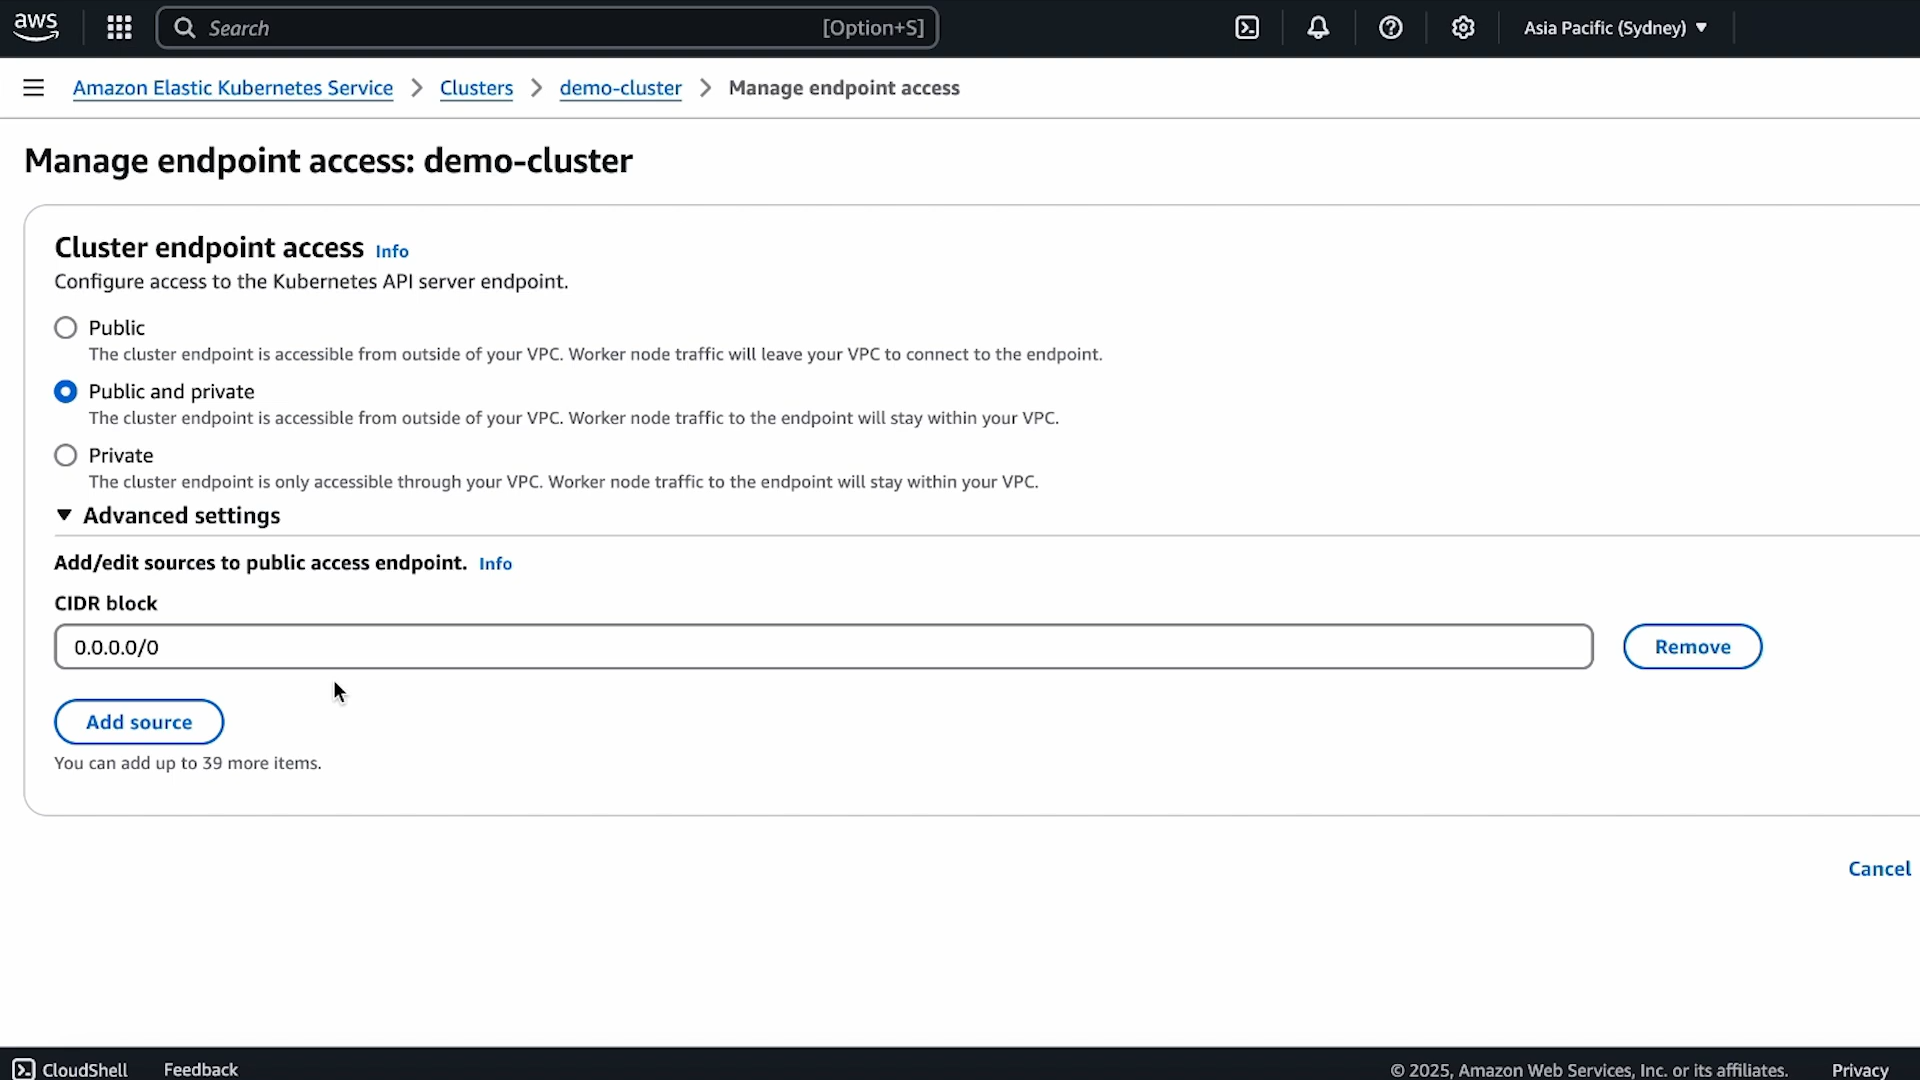 aws
Search [Option+S]
Asia Pacific (Sydney)
Amazon Elastic Kubernetes Service > Clusters > demo-cluster > Manage endpoint access
Manage endpoint access: demo-cluster
Cluster endpoint access Info
Configure access to the Kubernetes API server endpoint.
Public
The cluster endpoint is accessible from outside of your VPC. Worker node traffic will leave your VPC to connect to the endpoint.
Public and private
The cluster endpoint is accessible from outside of your VPC. Worker node traffic to the endpoint will stay within your VPC.
Private
The cluster endpoint is only accessible through your VPC. Worker node traffic to the endpoint will stay within your VPC.
Advanced settings
Add/edit sources to public access endpoint. Info
CIDR block
0.0.0.0/0
Remove
Add source
You can add up to 39 more items.
Cancel
CloudShell Feedback © 2025, Amazon Web Services, Inc. or its affiliates. Privacy